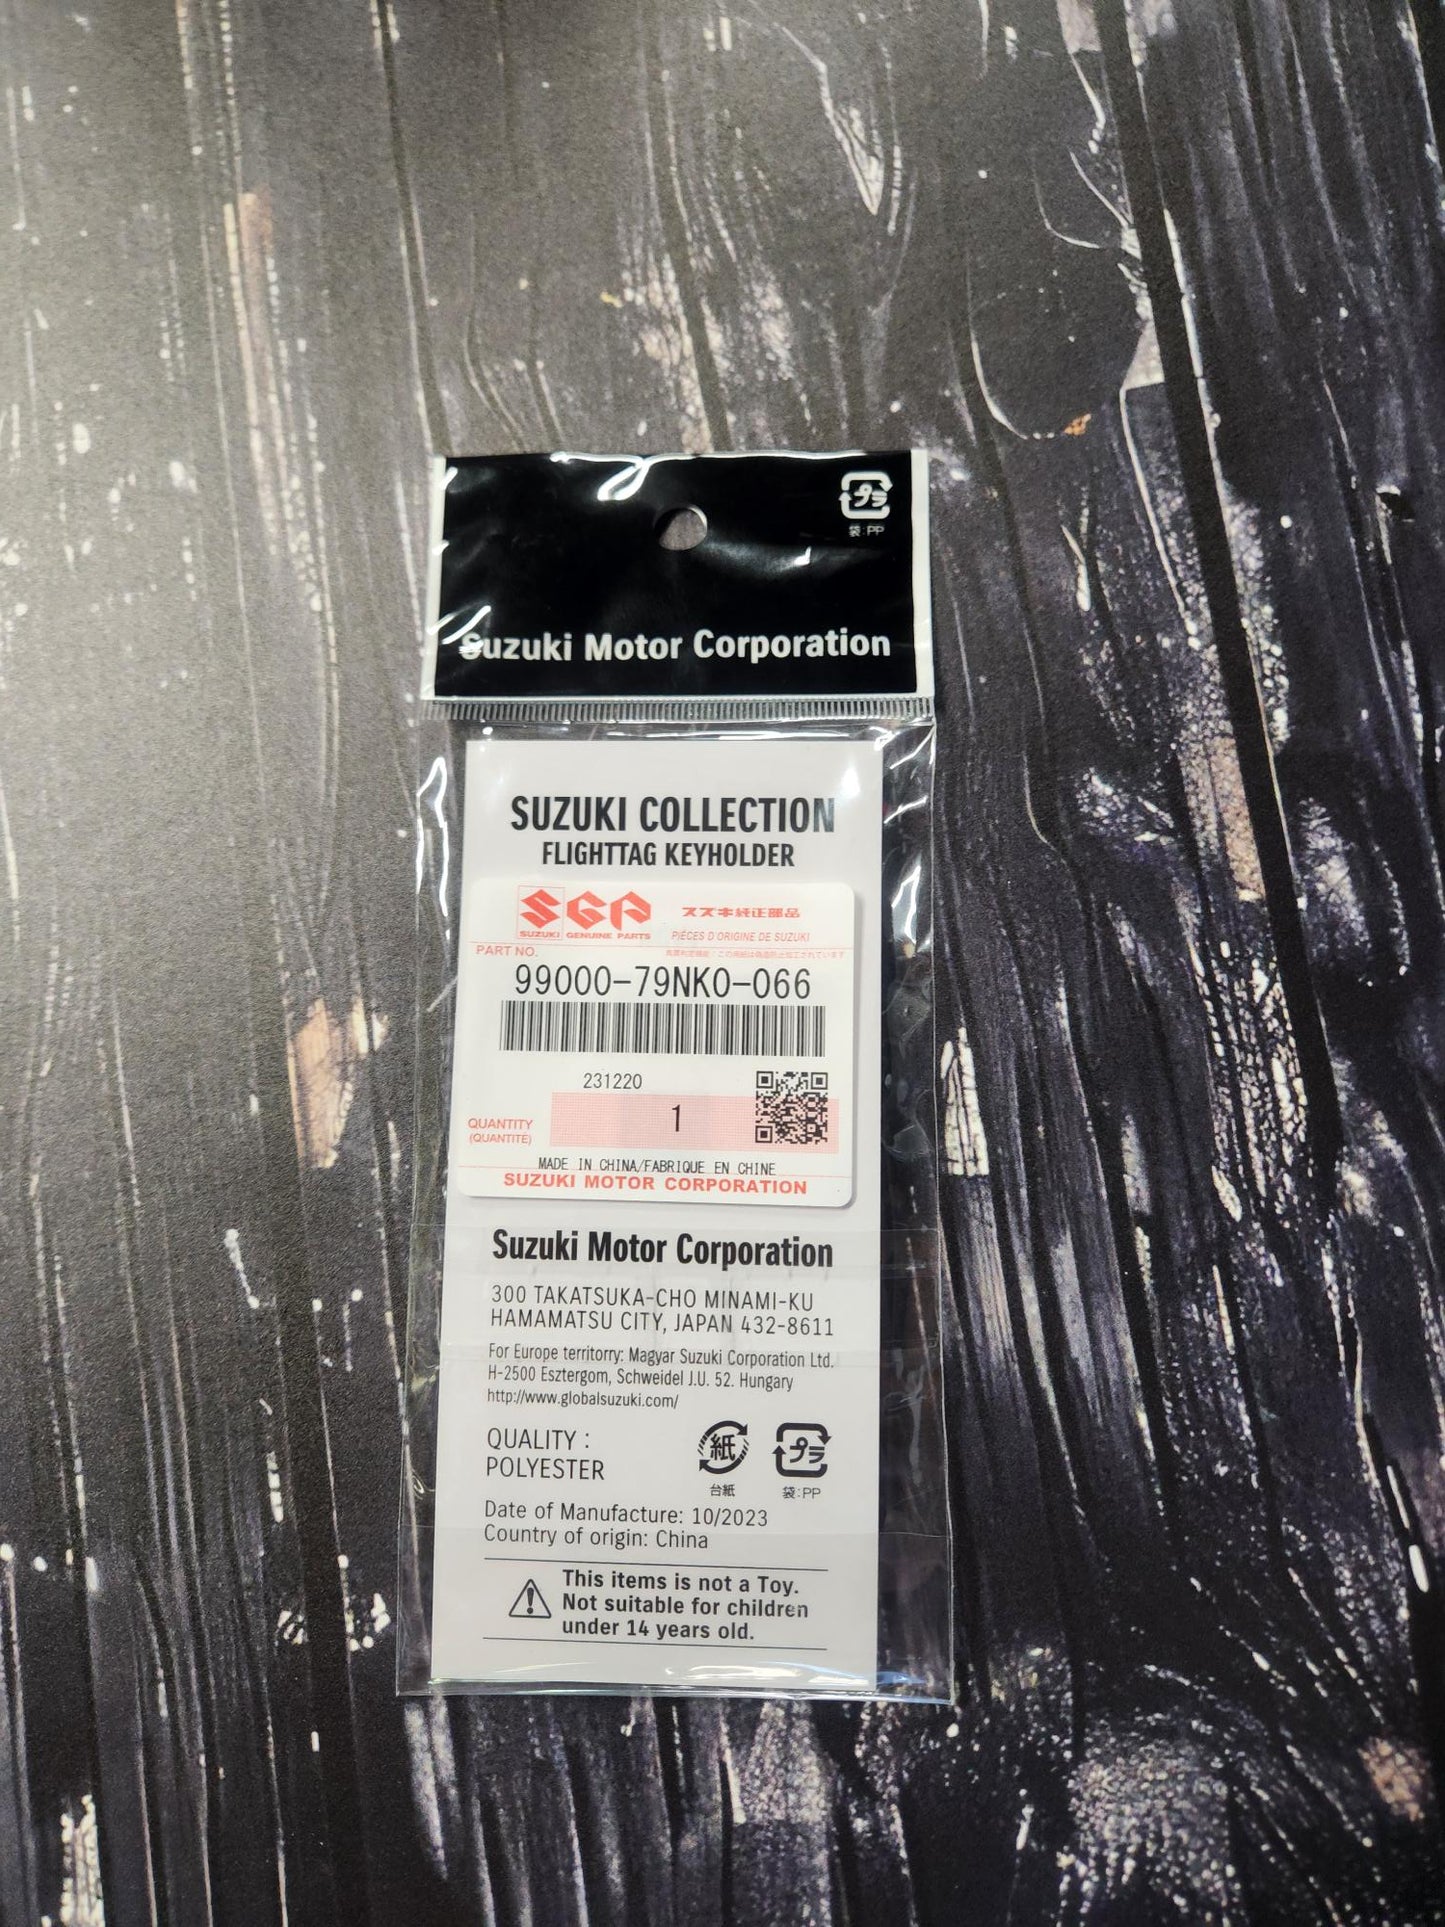 プラ
袋:PP
Suzuki Motor Corporation
SUZUKI COLLECTION
FLIGHTTAG KEYHOLDER
SGP
SUZUKI GENUINE PARTS
スズキ純正部品
PIÈCES D'ORIGINE DE SUZUKI
PART NO.
99000-79NK0-066
231220
QUANTITY
(QUANTITÉ)
1
MADE IN CHINA/FABRIQUE EN CHINE
SUZUKI MOTOR CORPORATION
Suzuki Motor Corporation
300 TAKATSUKA-CHO MINAMI-KU
HAMAMATSU CITY, JAPAN 432-8611
For Europe territorry: Magyar Suzuki Corporation Ltd.
H-2500 Esztergom, Schweidel J.U. 52. Hungary
http://www.globalsuzuki.com/
QUALITY :
POLYESTER
紙
台紙
プラ
袋:PP
Date of Manufacture: 10/2023
Country of origin: China
This items is not a Toy.
Not suitable for children
under 14 years old.